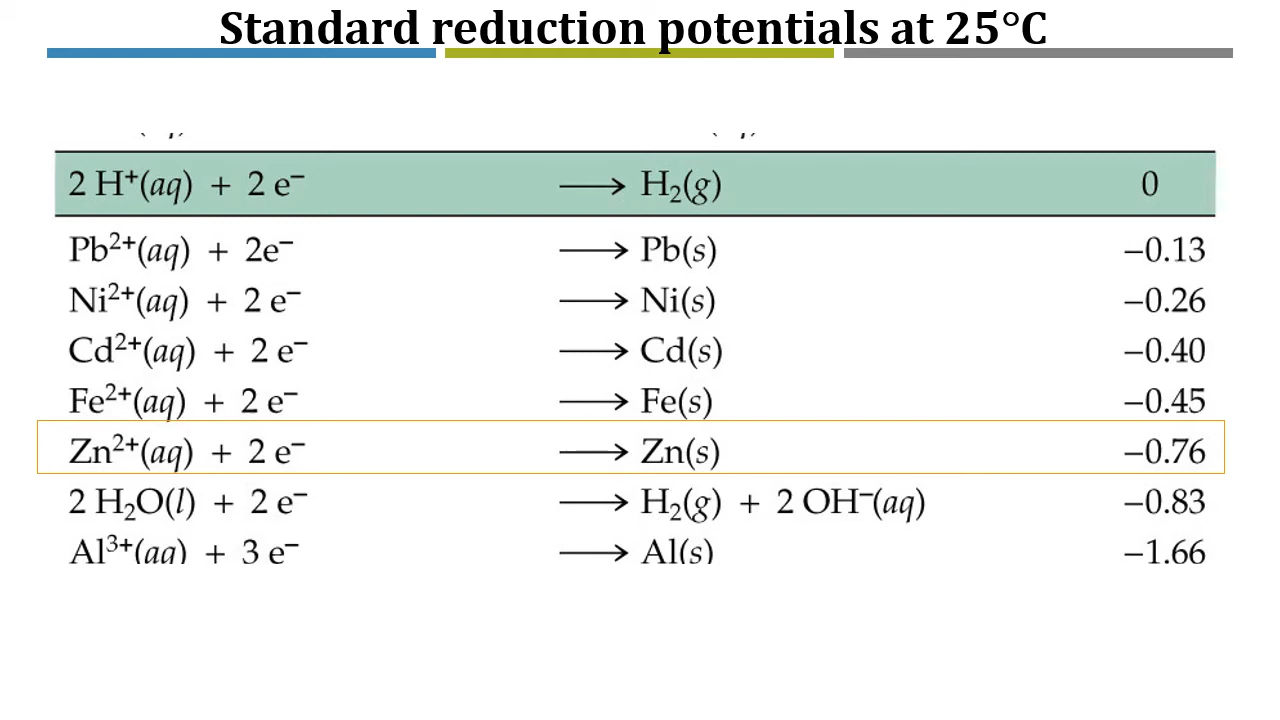 Standard reduction potentials at 25°C
2 H⁺(aq) + 2 e⁻ ⟶ H₂(g) 0
Pb²⁺(aq) + 2e⁻ ⟶ Pb(s) −0.13
Ni²⁺(aq) + 2 e⁻ ⟶ Ni(s) −0.26
Cd²⁺(aq) + 2 e⁻ ⟶ Cd(s) −0.40
Fe²⁺(aq) + 2 e⁻ ⟶ Fe(s) −0.45
Zn²⁺(aq) + 2 e⁻ ⟶ Zn(s) −0.76
2 H₂O(l) + 2 e⁻ ⟶ H₂(g) + 2 OH⁻(aq) −0.83
Al³⁺(aq) + 3 e⁻ ⟶ Al(s) −1.66